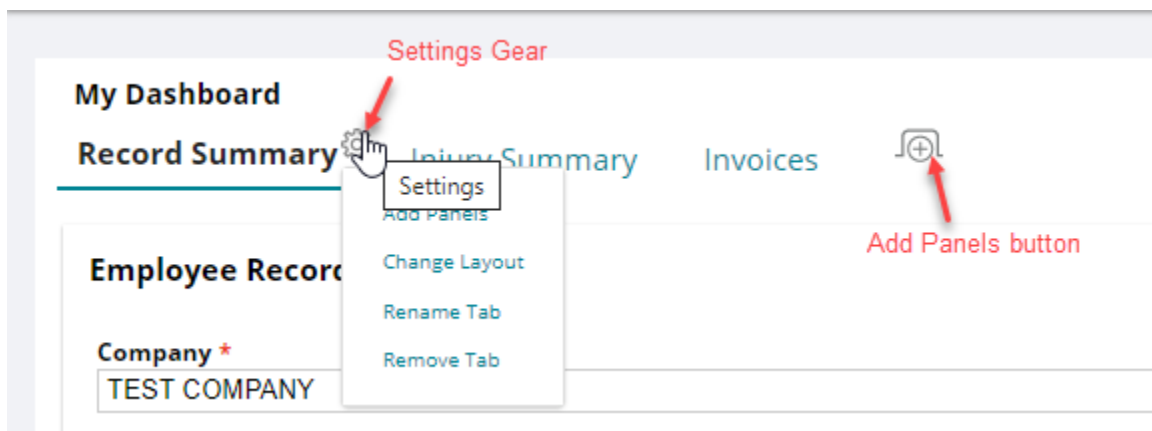 Settings Gear
My Dashboard
Record Summary Injury Summary Invoices
Settings
Add Panels
Add Panels button
Change Layout
Employee Record
Rename Tab
Company *
Remove Tab
TEST COMPANY